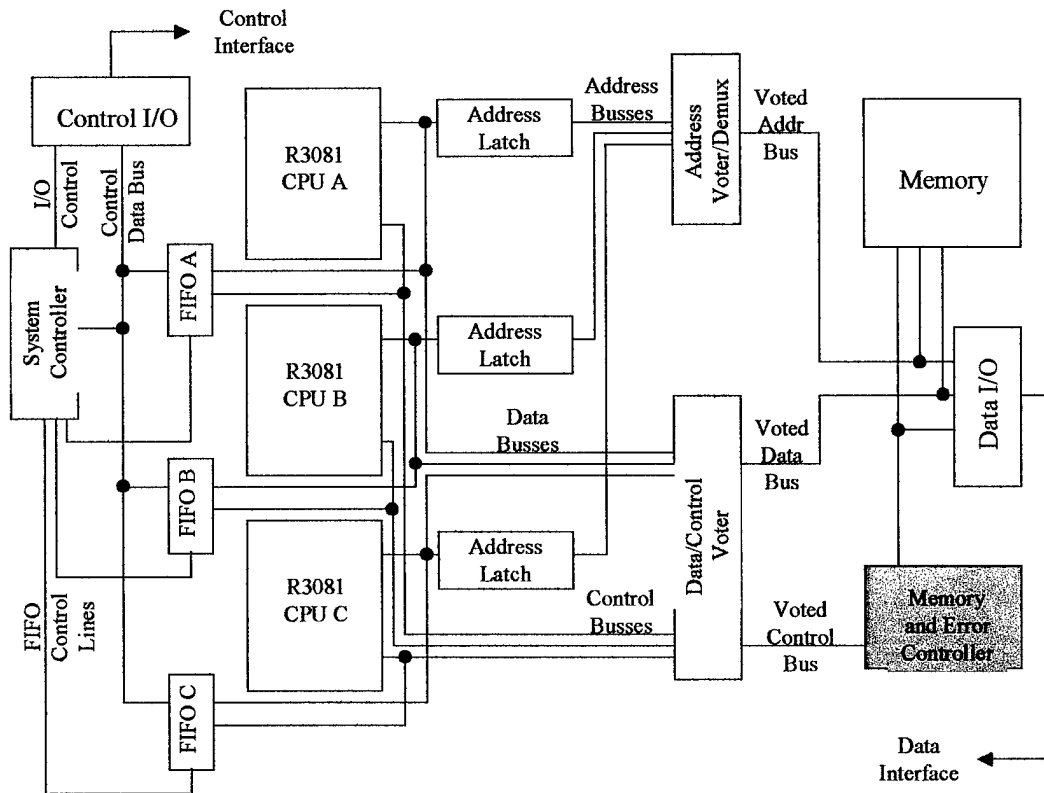 Control
Interface
Control I/O
I/O
Control
Control
Data Bus
System
Controller
FIFO A
FIFO B
FIFO C
FIFO
Control
Lines
R3081
CPU A
R3081
CPU B
R3081
CPU C
Address
Latch
Address
Latch
Address
Latch
Address
Busses
Data
Busses
Control
Busses
Address
Voter/Demux
Data/Control
Voter
Voted
Addr
Bus
Voted
Data
Bus
Voted
Control
Bus
Memory
Data I/O
Memory
and Error
Controller
Data
Interface